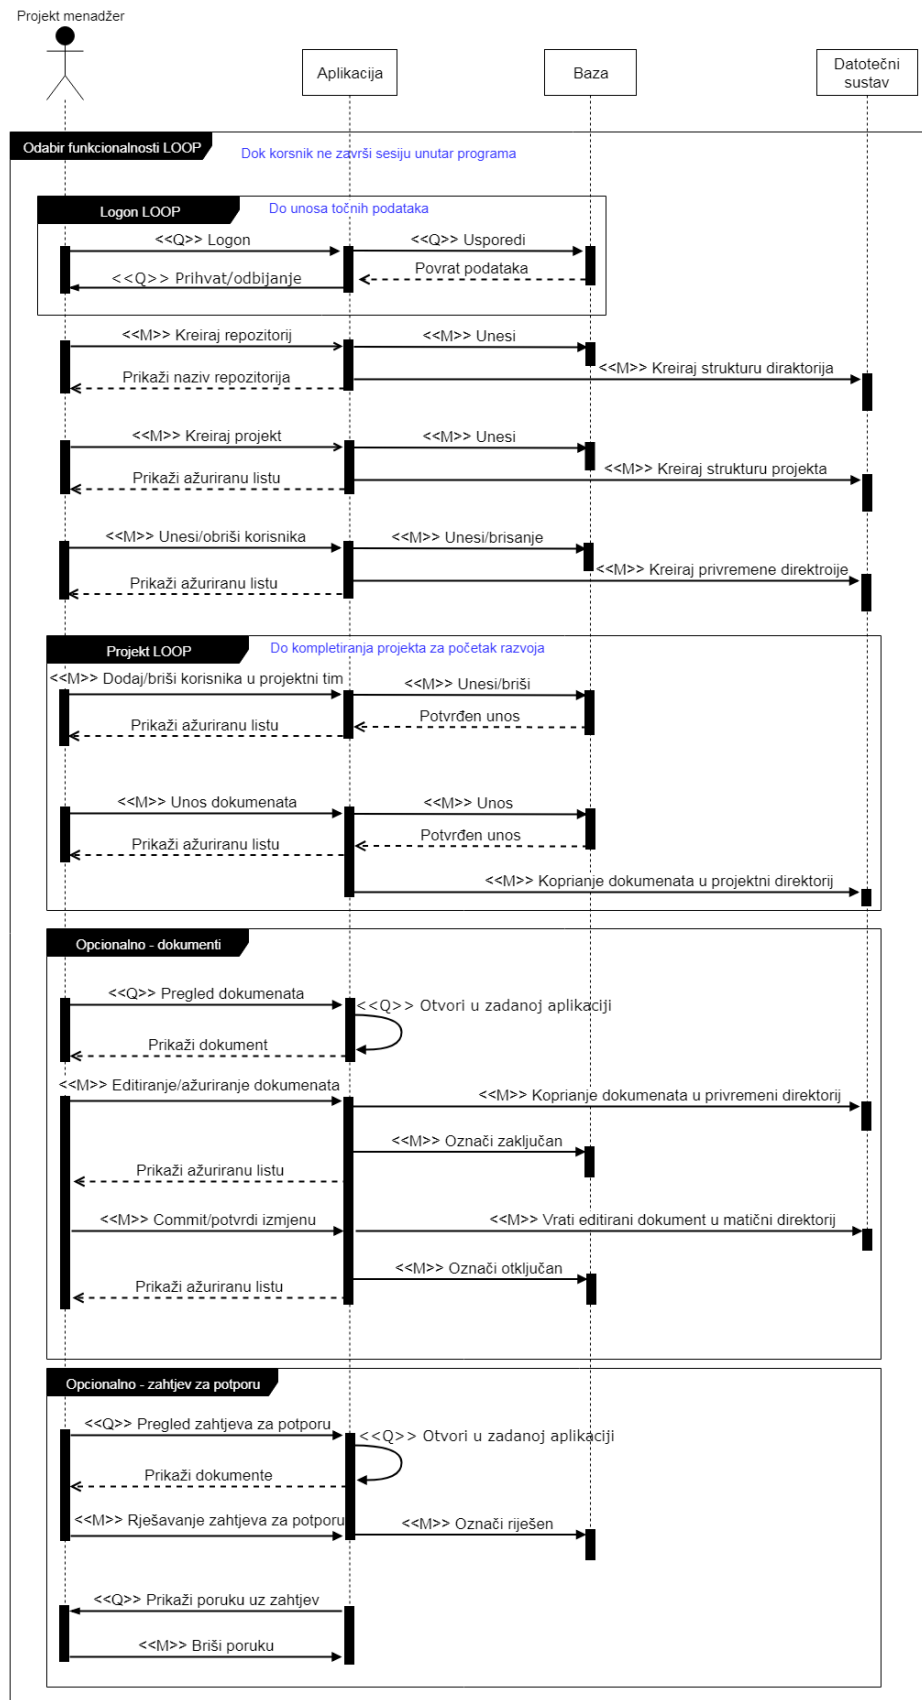 Projekt menadžer
Aplikacija
Baza
Datotečni
sustav
Odabir funkcionalnosti LOOP
Dok korsnik ne završi sesiju unutar programa
Logon LOOP
Do unosa točnih podataka
<<Q>> Logon
<<Q>> Usporedi
Povrat podataka
<<Q>> Prihvat/odbijanje
<<M>> Kreiraj repozitorij
<<M>> Unesi
<<M>> Kreiraj strukturu diraktorija
Prikaži naziv repozitorija
<<M>> Kreiraj projekt
<<M>> Unesi
<<M>> Kreiraj strukturu projekta
Prikaži ažuriranu listu
<<M>> Unesi/obriši korisnika
<<M>> Unesi/brisanje
<<M>> Kreiraj privremene direktroije
Prikaži ažuriranu listu
Projekt LOOP
Do kompletiranja projekta za početak razvoja
<<M>> Dodaj/briši korisnika u projektni tim
<<M>> Unesi/briši
Potvrđen unos
Prikaži ažuriranu listu
<<M>> Unos dokumenata
<<M>> Unos
Potvrđen unos
Prikaži ažuriranu listu
<<M>> Koprianje dokumenata u projektni direktorij
Opcionalno - dokumenti
<<Q>> Pregled dokumenata
<<Q>> Otvori u zadanoj aplikaciji
Prikaži dokument
<<M>> Editiranje/ažuriranje dokumenata
<<M>> Koprianje dokumenata u privremeni direktorij
<<M>> Označi zaključan
Prikaži ažuriranu listu
<<M>> Commit/potvrdi izmjenu
<<M>> Vrati editirani dokument u matični direktorij
<<M>> Označi otključan
Prikaži ažuriranu listu
Opcionalno - zahtjev za potporu
<<Q>> Pregled zahtjeva za potporu
<<Q>> Otvori u zadanoj aplikaciji
Prikaži dokumente
<<M>> Rješavanje zahtjeva za potporu
<<M>> Označi riješen
<<Q>> Prikaži poruku uz zahtjev
<<M>> Briši poruku